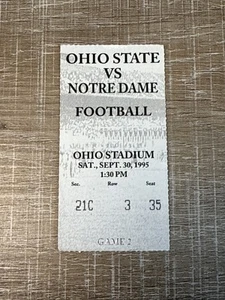 OHIO STATE
VS
NOTRE DAME
FOOTBALL
OHIO STADIUM
SAT., SEPT. 30, 1995
1:30 PM
Sec. Row Seat
21C 3 35
GAME 2